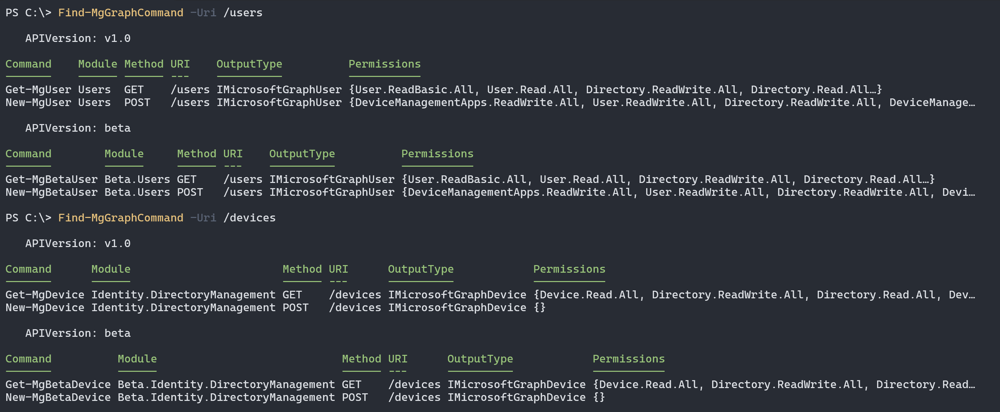 PS C:\> Find-MgGraphCommand -Uri /users
APIVersion: v1.0
Command Module Method URI OutputType Permissions
------- ------ ------ --- ---------- -----------
Get-MgUser Users GET /users IMicrosoftGraphUser {User.ReadBasic.All, User.Read.All, Directory.ReadWrite.All, Directory.Read.All…}
New-MgUser Users POST /users IMicrosoftGraphUser {DeviceManagementApps.ReadWrite.All, User.ReadWrite.All, Directory.ReadWrite.All, DeviceManage…
APIVersion: beta
Command Module Method URI OutputType Permissions
------- ------ ------ --- ---------- -----------
Get-MgBetaUser Beta.Users GET /users IMicrosoftGraphUser {User.ReadBasic.All, User.Read.All, Directory.ReadWrite.All, Directory.Read.All…}
New-MgBetaUser Beta.Users POST /users IMicrosoftGraphUser {DeviceManagementApps.ReadWrite.All, User.ReadWrite.All, Directory.ReadWrite.All, Devi…
PS C:\> Find-MgGraphCommand -Uri /devices
APIVersion: v1.0
Command Module Method URI OutputType Permissions
------- ------ ------ --- ---------- -----------
Get-MgDevice Identity.DirectoryManagement GET /devices IMicrosoftGraphDevice {Device.Read.All, Directory.ReadWrite.All, Directory.Read.All, Dev…
New-MgDevice Identity.DirectoryManagement POST /devices IMicrosoftGraphDevice {}
APIVersion: beta
Command Module Method URI OutputType Permissions
------- ------ ------ --- ---------- -----------
Get-MgBetaDevice Beta.Identity.DirectoryManagement GET /devices IMicrosoftGraphDevice {Device.Read.All, Directory.ReadWrite.All, Directory.Read…
New-MgBetaDevice Beta.Identity.DirectoryManagement POST /devices IMicrosoftGraphDevice {}